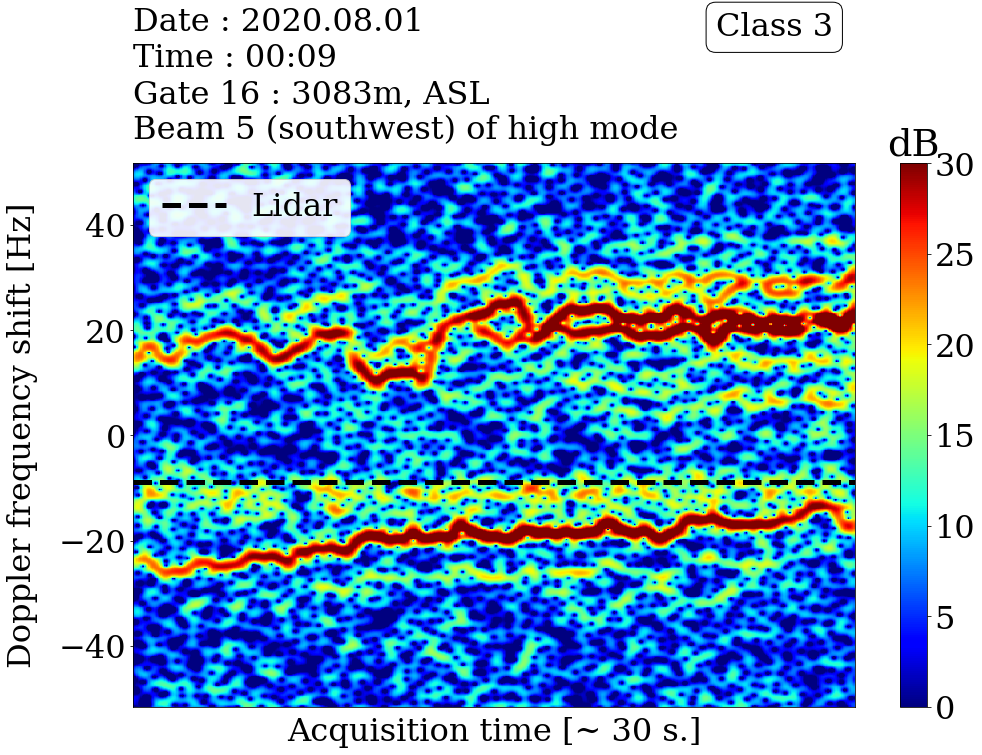 Date : 2020.08.01
Time : 00:09
Gate 16 : 3083m, ASL
Beam 5 (southwest) of high mode
Class 3
dB
Lidar
Doppler frequency shift [Hz]
40
20
0
−20
−40
30
25
20
15
10
5
0
Acquisition time [~ 30 s.]